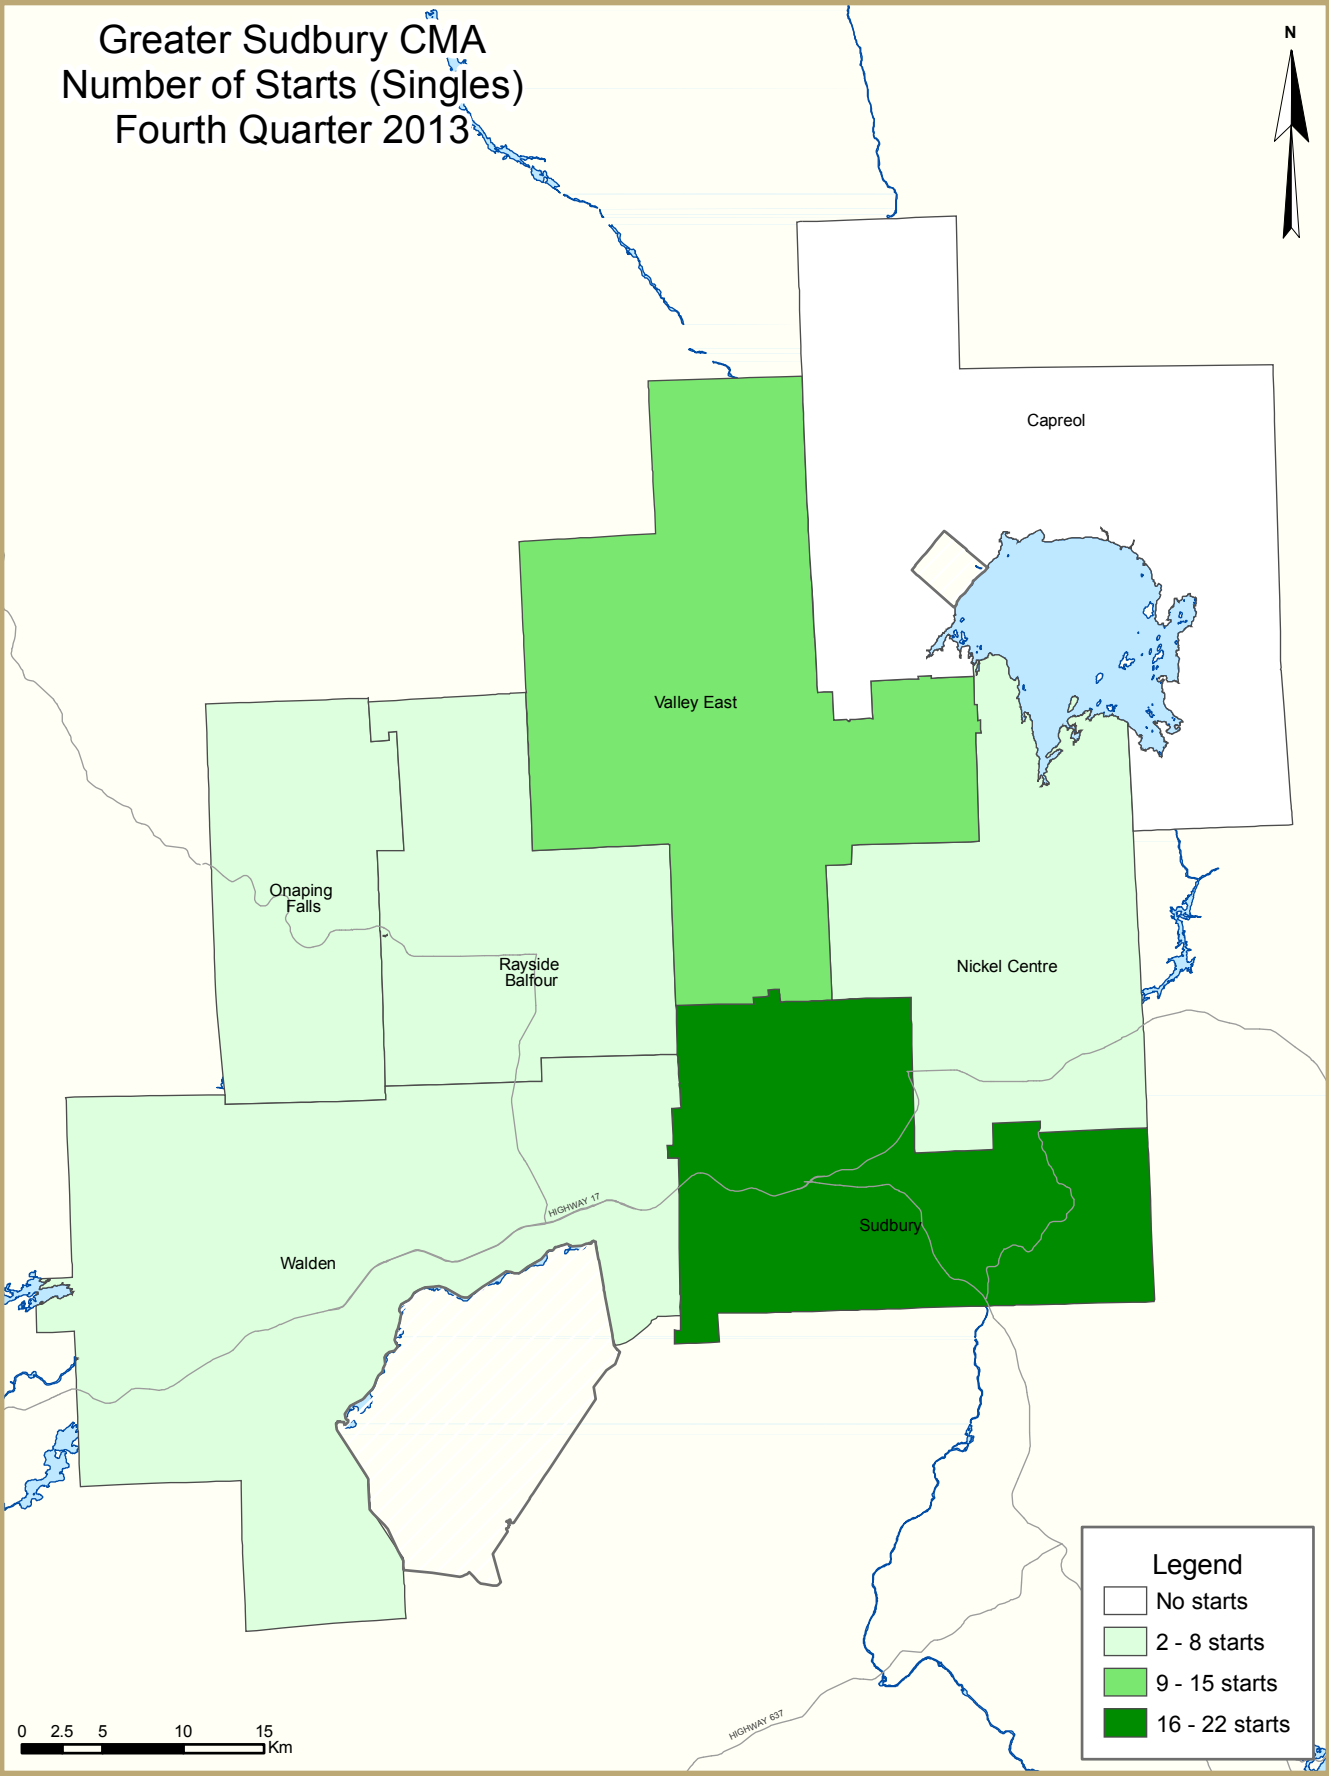 Greater Sudbury CMA
Number of Starts (Singles)
Fourth Quarter 2013
N
Capreol
Valley East
Onaping
Falls
Rayside
Balfour
Nickel Centre
HIGHWAY 17
Sudbury
Walden
HIGHWAY 637
Legend
No starts
2 - 8 starts
9 - 15 starts
16 - 22 starts
0 2.5 5 10 15
Km